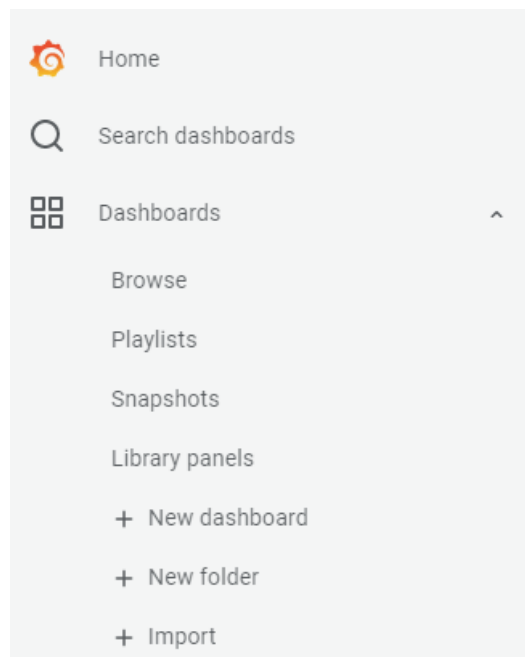 Home
Search dashboards
Dashboards
Browse
Playlists
Snapshots
Library panels
+ New dashboard
+ New folder
+ Import